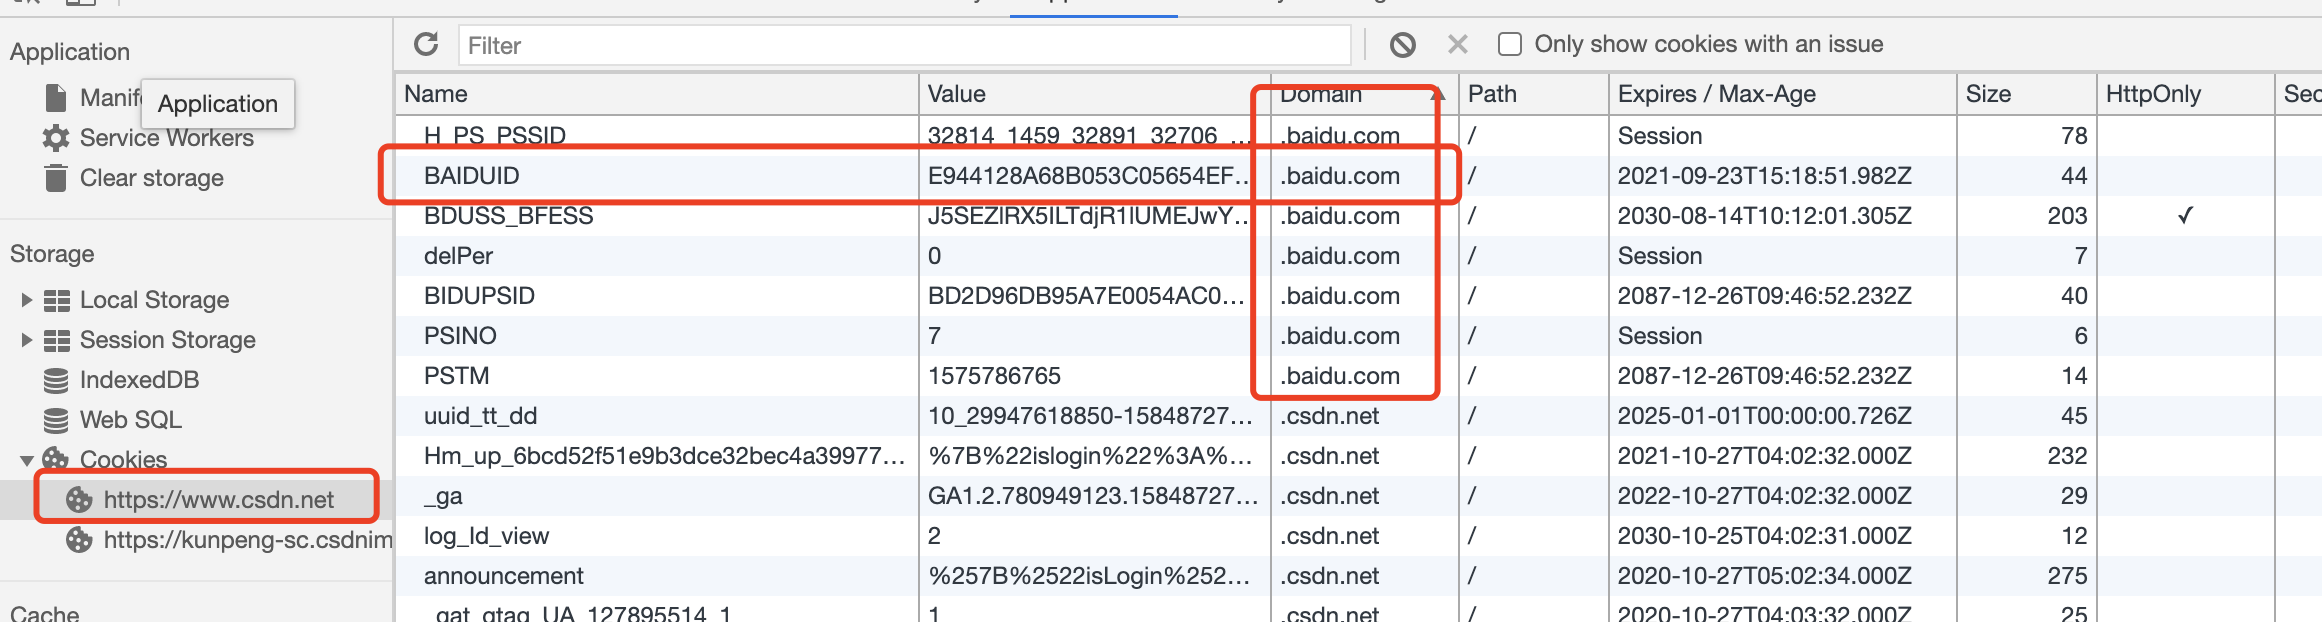 Application
Manif
Application
Service Workers
Clear storage
Storage
Local Storage
Session Storage
IndexedDB
Web SQL
Cookies
https://www.csdn.net
https://kunpeng-sc.csdnim
Cache
Filter
Only show cookies with an issue
Name Value Domain Path Expires / Max-Age Size HttpOnly Sec
H_PS_PSSID 32814_1459_32891_32706_... .baidu.com / Session 78
BAIDUID E944128A68B053C05654EF... .baidu.com / 2021-09-23T15:18:51.982Z 44
BDUSS_BFESS .baidu.com / 2030-08-14T10:12:01.305Z 203 ✓
delPer 0 .baidu.com / Session 7
BIDUPSID BD2D96DB95A7E0054AC0... .baidu.com / 2087-12-26T09:46:52.232Z 40
PSINO 7 .baidu.com / Session 6
PSTM 1575786765 .baidu.com / 2087-12-26T09:46:52.232Z 14
uuid_tt_dd 10_29947618850-15848727... .csdn.net / 2025-01-01T00:00:00.726Z 45
Hm_up_6bcd52f51e9b3dce32bec4a39977... %7B%22islogin%22%3A%... .csdn.net / 2021-10-27T04:02:32.000Z 232
_ga GA1.2.780949123.15848727... .csdn.net / 2022-10-27T04:02:32.000Z 29
log_Id_view 2 .csdn.net / 2030-10-25T04:02:31.000Z 12
announcement %257B%2522isLogin%252... .csdn.net / 2020-10-27T05:02:34.000Z 275
_gat_gtag_UA_127895514_1 1 .csdn.net / 2020-10-27T04:03:32.000Z 25